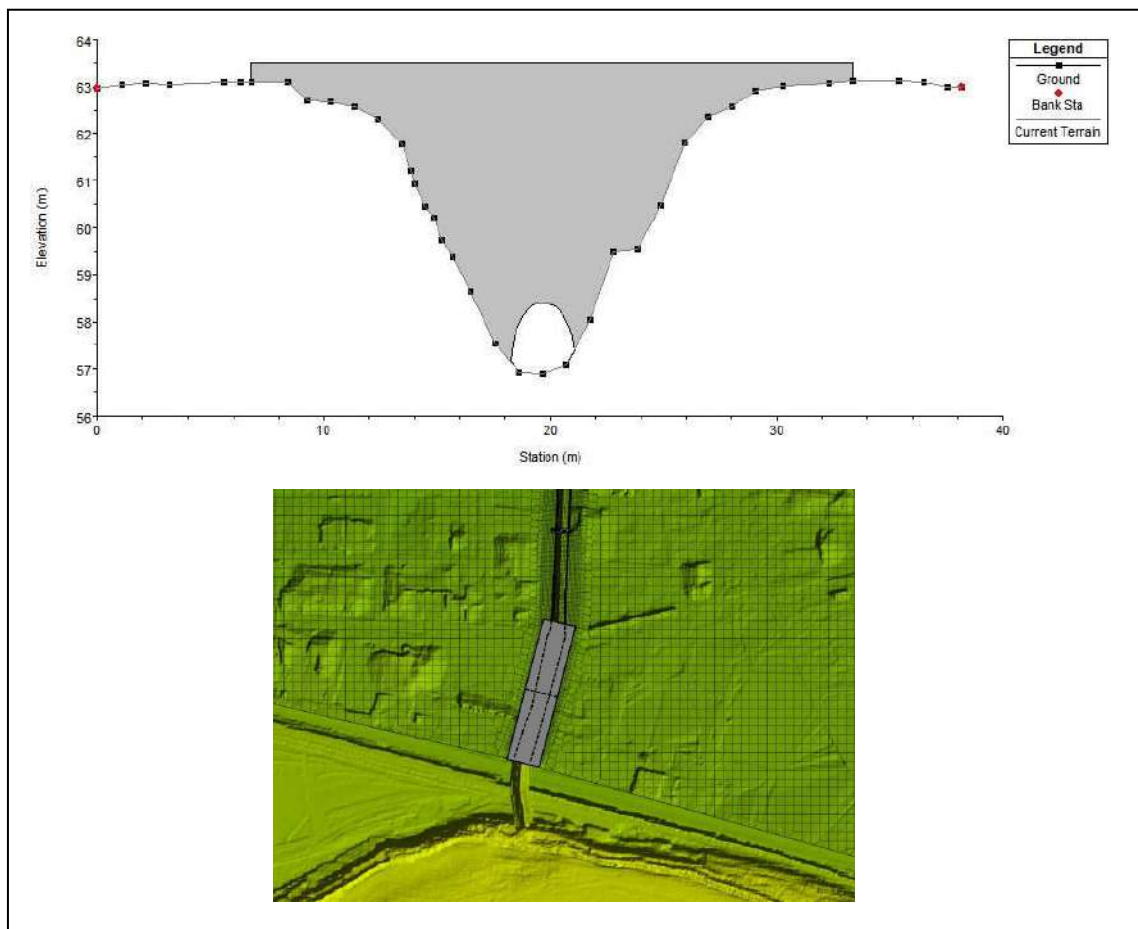 64
63
62
61
60
59
58
57
56
0
10
20
30
40
Elevation (m)
Station (m)
Legend
Ground
Bank Sta
Current Terrain